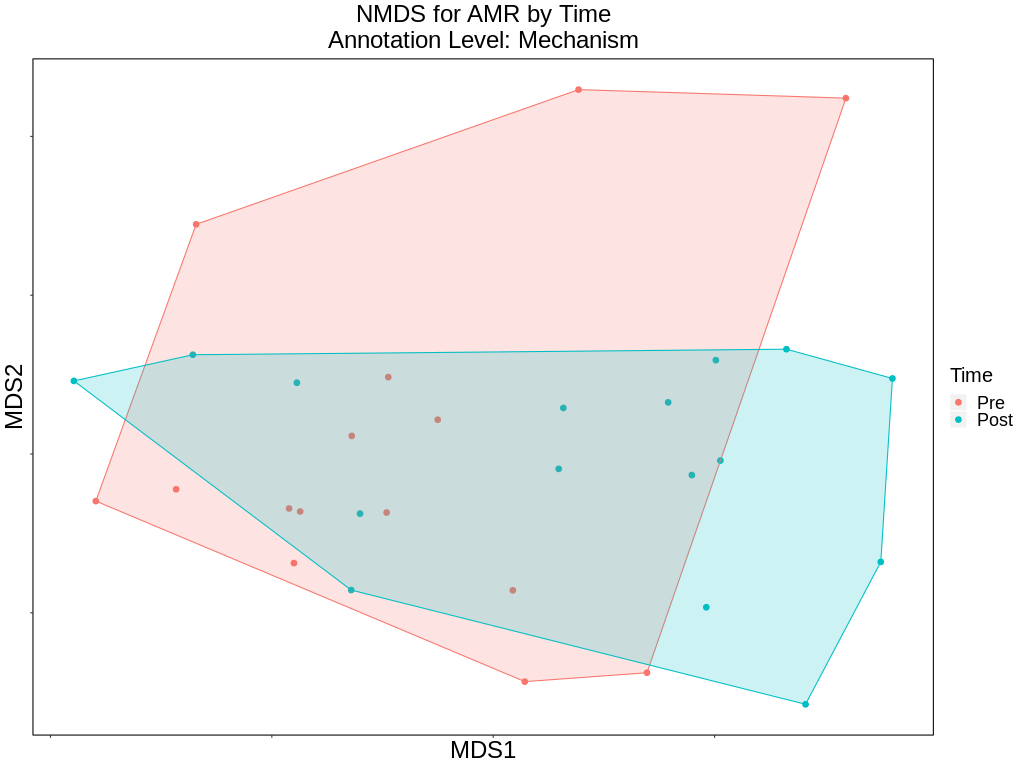 NMDS for AMR by Time
Annotation Level: Mechanism
MDS2
MDS1
Time
Pre
Post